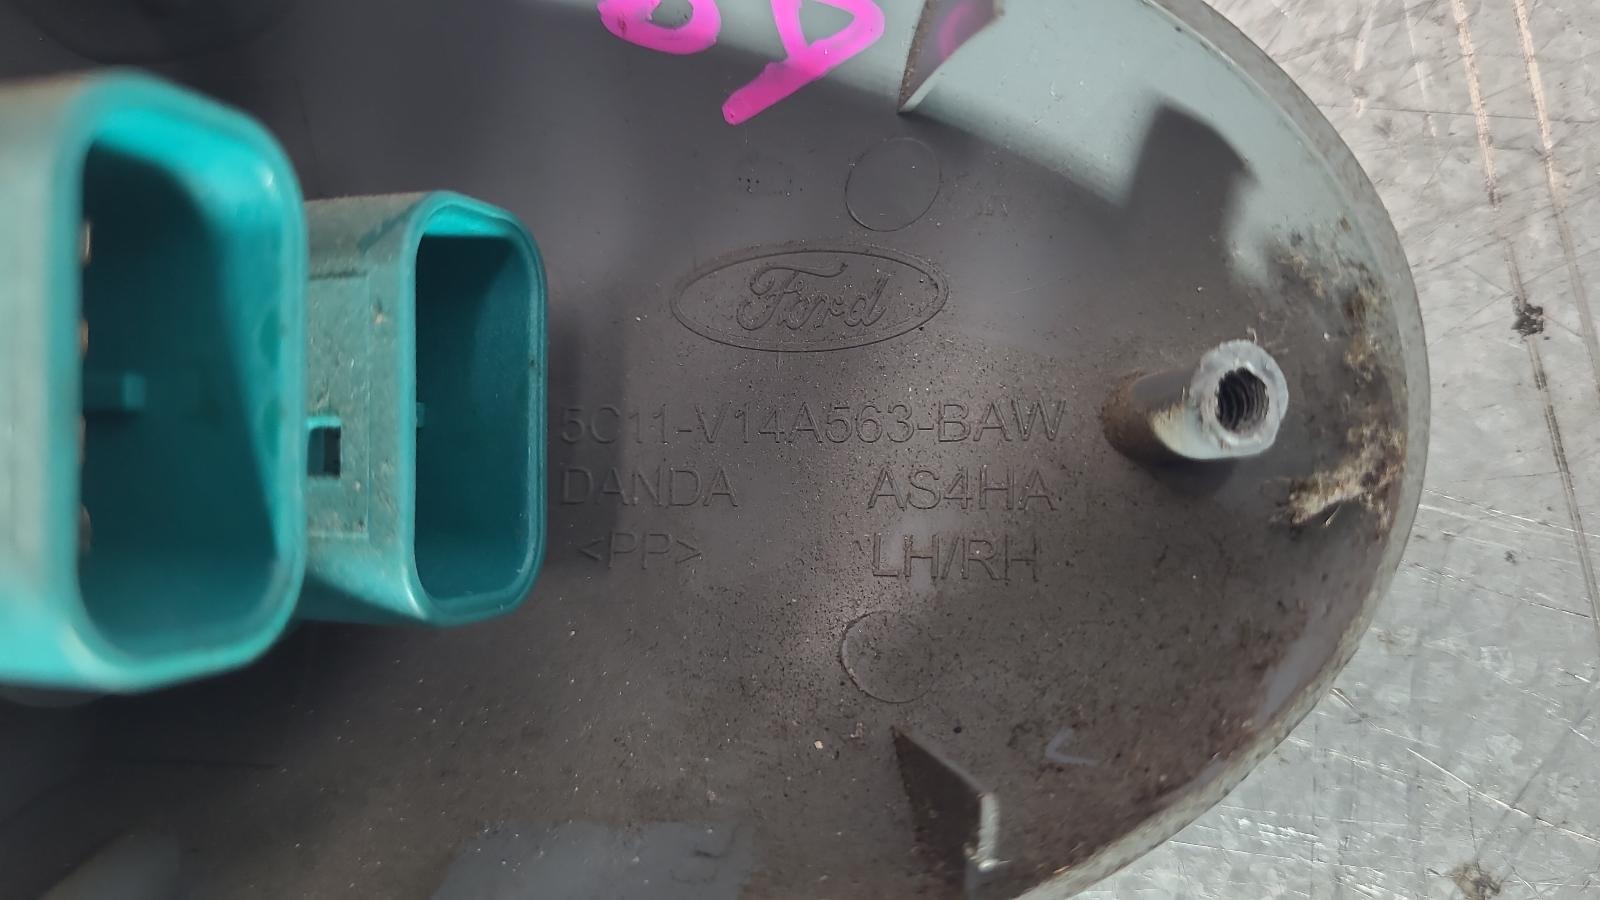 Ford
5C11-V14A563-BAW
DANDA AS4HA
<PP> LH/RH